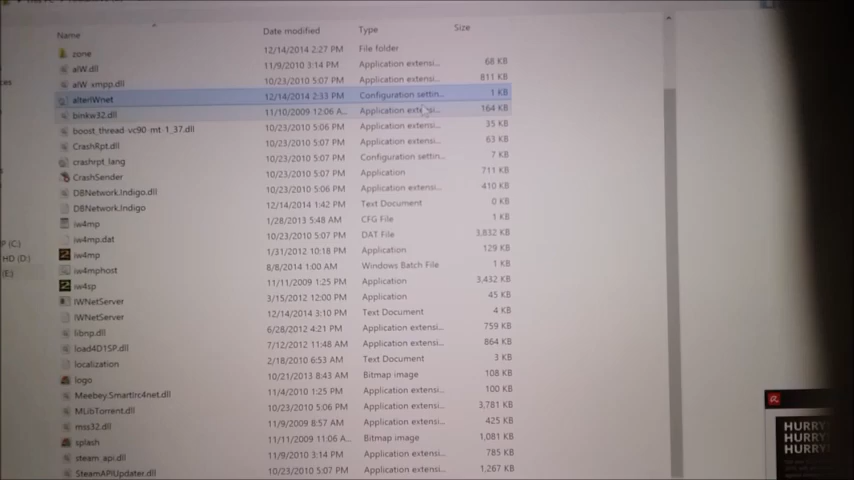 Name Date modified Type Size
zone 12/14/2014 2:27 PM File folder
alW.dll 11/9/2010 3:14 PM Application extensi... 68 KB
alW-xmpp.dll 10/23/2010 5:07 PM Application extensi... 811 KB
alterIWnet 12/14/2014 2:33 PM Configuration settin... 1 KB
binkw32.dll 11/10/2009 12:06 A... Application extensi... 164 KB
boost_thread-vc90-mt-1_37.dll 10/23/2010 5:06 PM Application extensi... 35 KB
CrashRpt.dll 10/23/2010 5:07 PM Application extensi... 63 KB
crashrpt_lang 10/23/2010 5:07 PM Configuration settin... 7 KB
CrashSender 10/23/2010 5:07 PM Application 711 KB
DBNetwork.Indigo.dll 10/23/2010 5:06 PM Application extensi... 410 KB
DBNetwork.Indigo 12/14/2014 1:42 PM Text Document 0 KB
iw4mp 1/28/2013 5:48 AM CFG File 1 KB
iw4mp.dat 10/23/2010 5:07 PM DAT File 3,832 KB
iw4mp 1/31/2012 10:18 PM Application 129 KB
iw4mphost 8/8/2014 1:00 AM Windows Batch File 1 KB
iw4sp 11/11/2009 1:25 PM Application 3,432 KB
IWNetServer 3/15/2012 12:00 PM Application 45 KB
IWNetServer 12/14/2014 3:10 PM Text Document 4 KB
libnp.dll 6/28/2012 4:21 PM Application extensi... 759 KB
load4D1SP.dll 7/12/2012 11:48 AM Application extensi... 864 KB
localization 2/18/2010 6:53 AM Text Document 3 KB
logo 10/21/2013 8:43 AM Bitmap image 108 KB
Meebey.SmartIrc4net.dll 11/4/2010 1:25 PM Application extensi... 100 KB
MLibTorrent.dll 10/23/2010 5:06 PM Application extensi... 3,781 KB
mss32.dll 11/9/2009 8:57 AM Application extensi... 425 KB
splash 11/11/2009 11:06 A... Bitmap image 1,081 KB
steam_api.dll 11/9/2010 3:14 PM Application extensi... 785 KB
SteamAPIUpdater.dll 10/23/2010 5:07 PM Application extensi... 1,267 KB
P (C:)
HD (D:)
(E:)
HURRY!
HURRY!
HURRY!